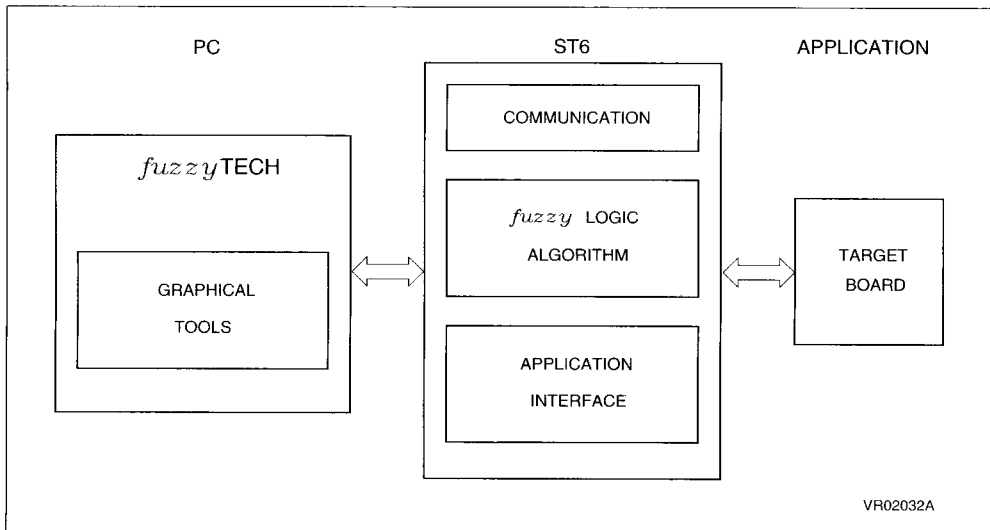 PC
fuzzyTECH
GRAPHICAL
TOOLS
ST6
COMMUNICATION
fuzzy LOGIC
ALGORITHM
APPLICATION
INTERFACE
APPLICATION
TARGET
BOARD
VR02032A